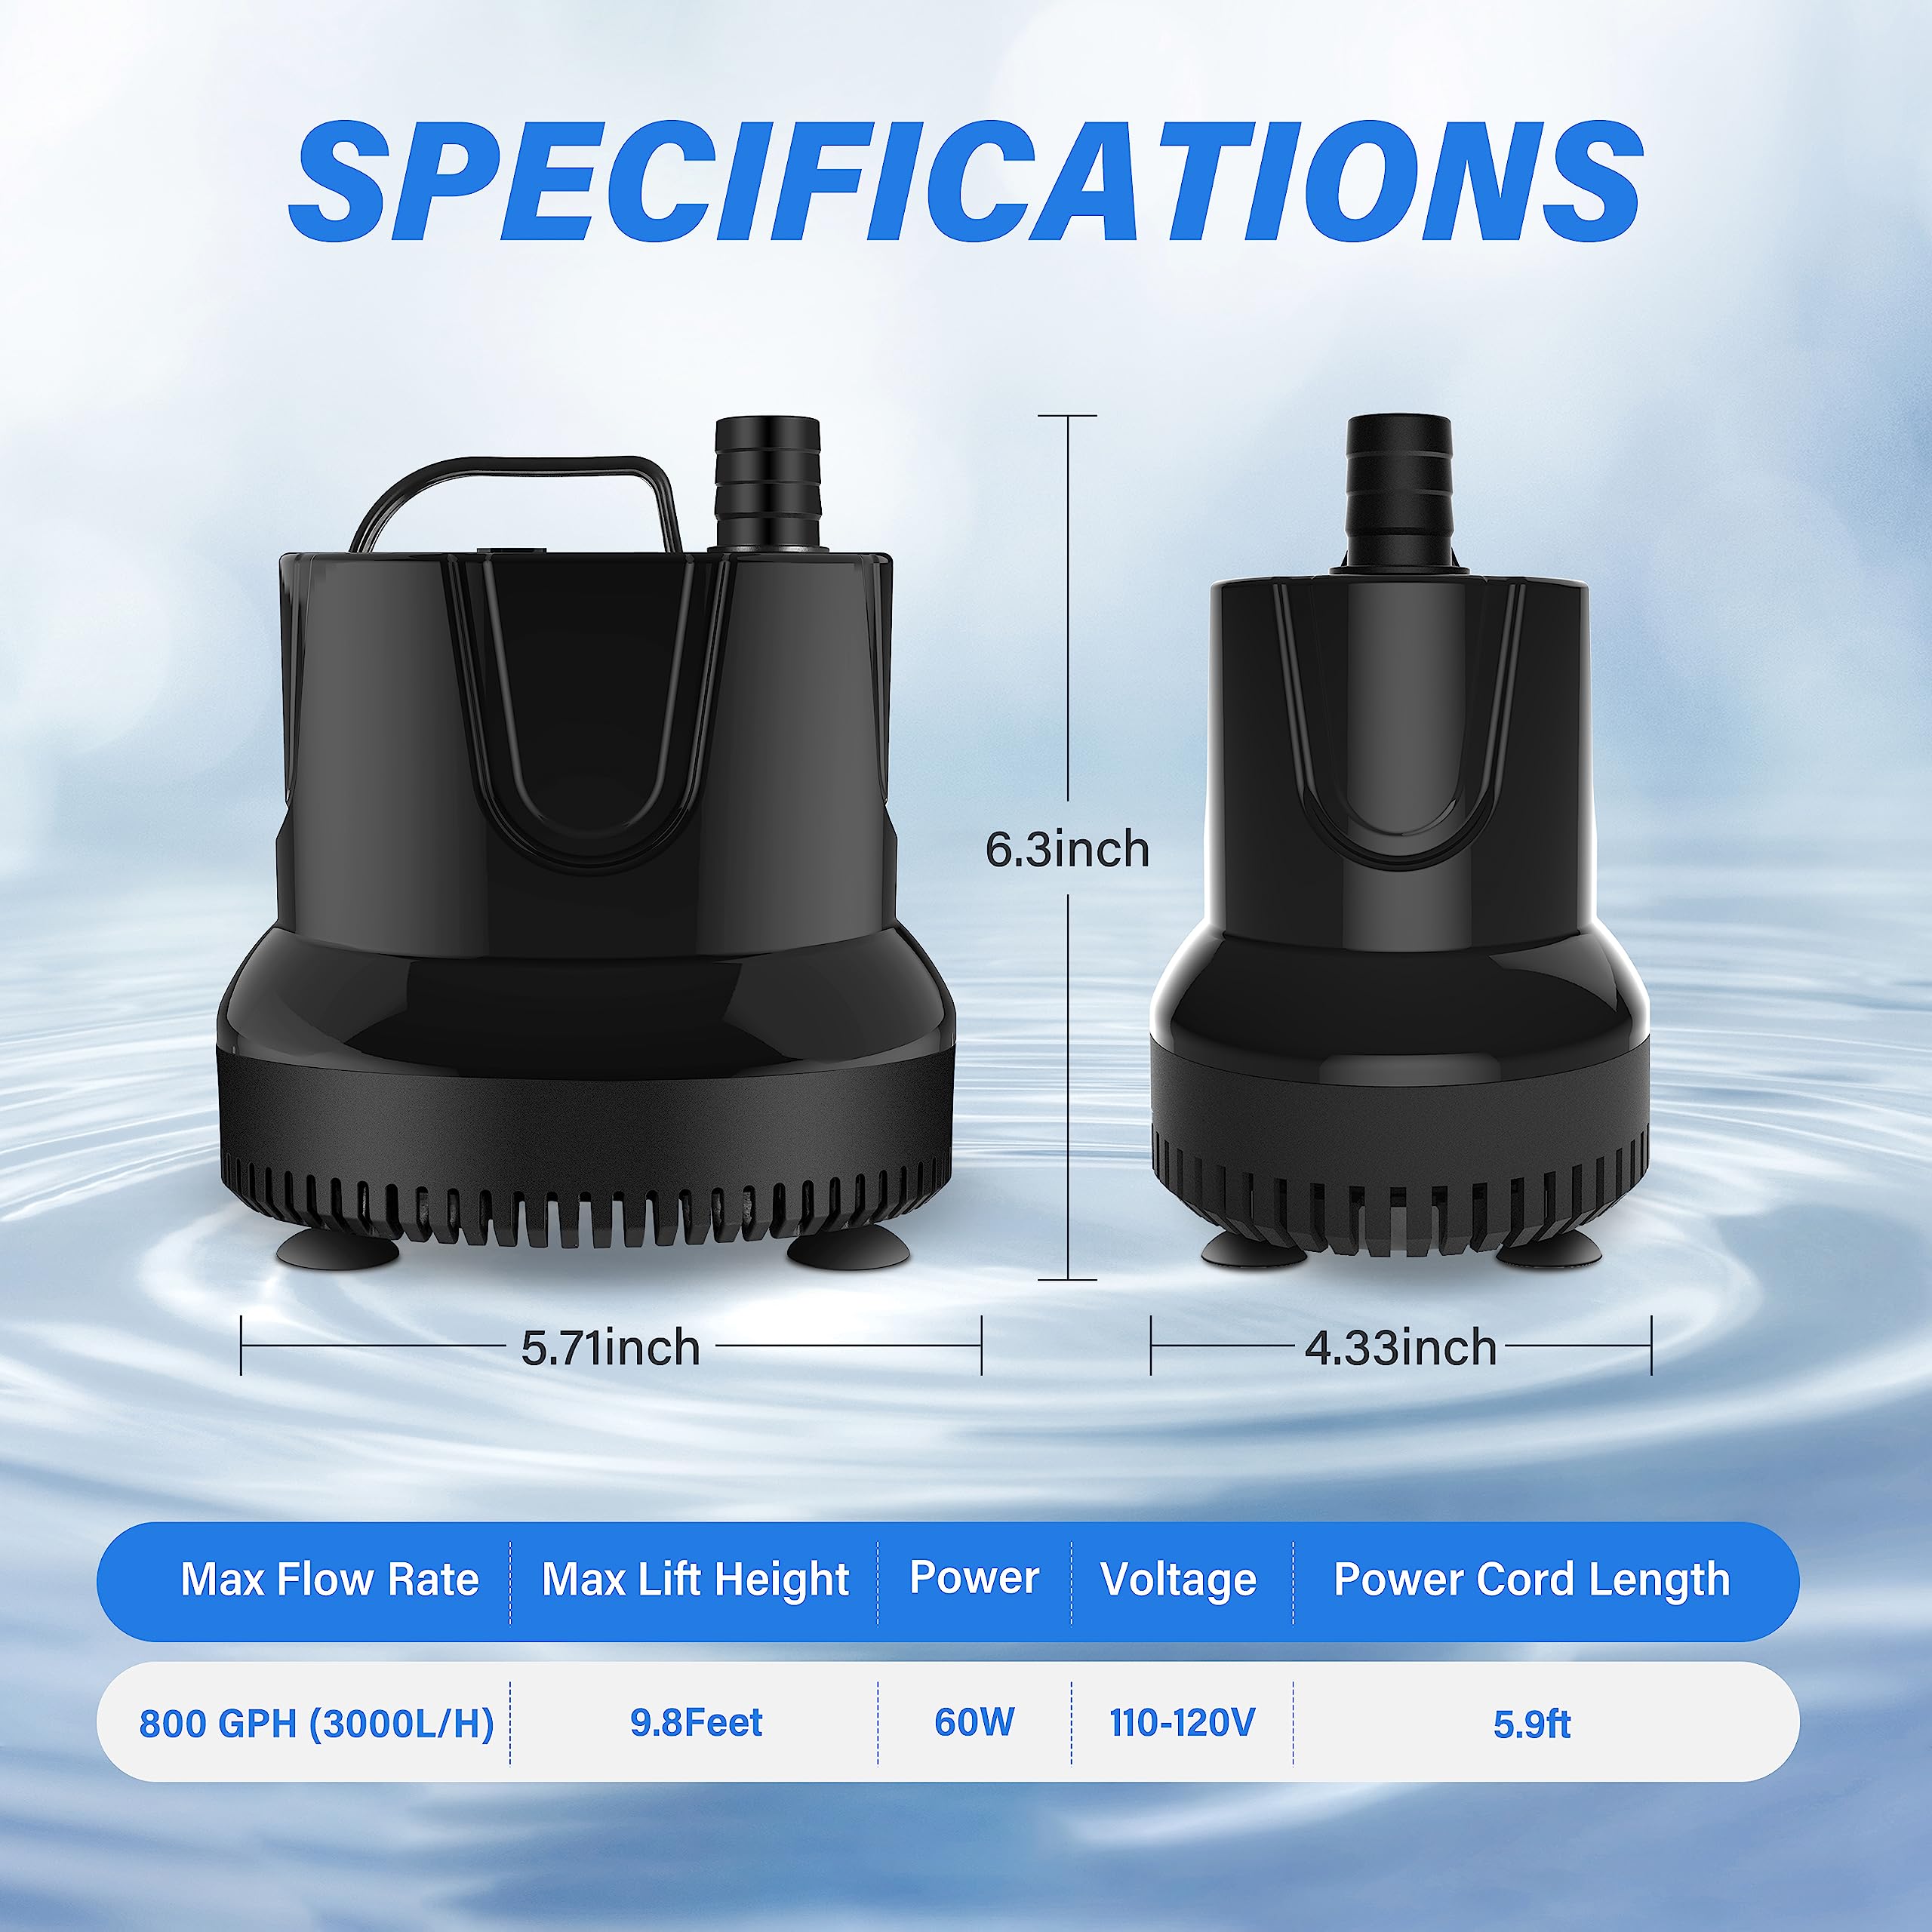 SPECIFICATIONS
6.3inch
5.71inch
4.33inch
Max Flow Rate Max Lift Height Power Voltage Power Cord Length
800 GPH (3000L/H) 9.8Feet 60W 110-120V 5.9ft